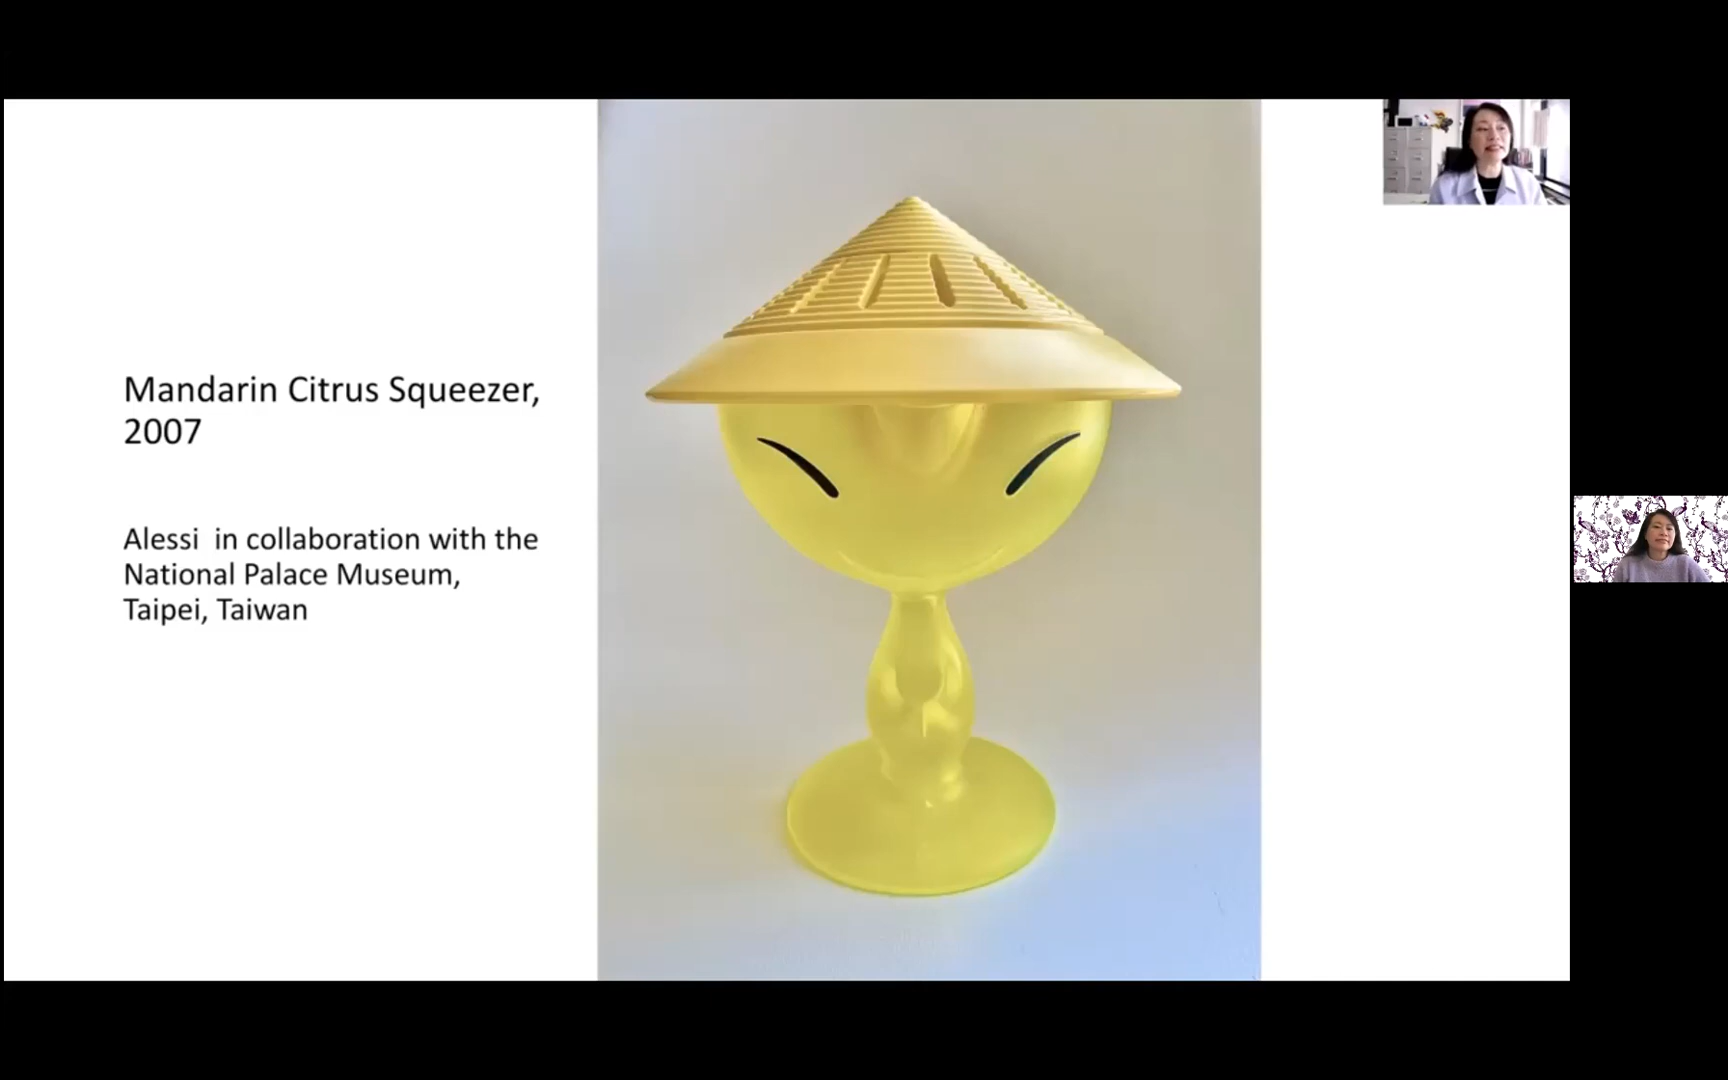 Mandarin Citrus Squeezer,
2007
Alessi  in collaboration with the
National Palace Museum,
Taipei, Taiwan